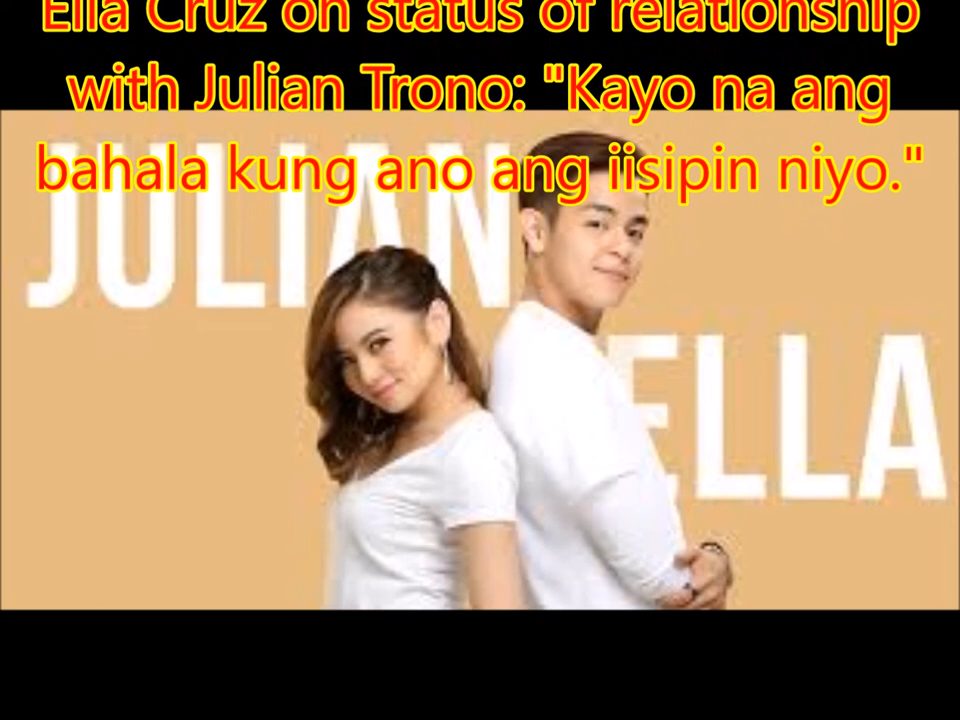 Ella Cruz on status of relationship
with Julian Trono: "Kayo na ang
bahala kung ano ang iisipin niyo."
JULIAN
ELLA